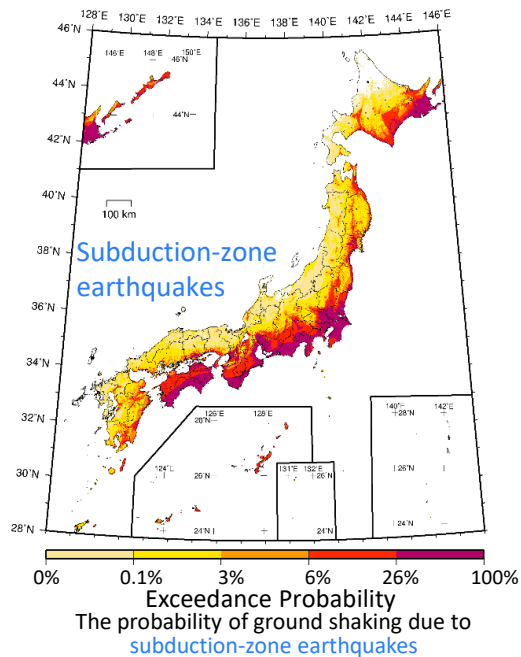 128°E 130°E 132°E 134°E 136°E 138°E 140°E 142°E 144°E 146°E
46°N
146°E 148°E 150°E
46°N
44°N
44°N
42°N
40°N
100 km
38°N
Subduction-zone
earthquakes
36°N
34°N
32°N
126°E 128°E
28°N
140°E 142°E
28°N
30°N
124°E
26°N
131°E 132°E
26°N
26°N
28°N
24°N
24°N
24°N
0% 0.1% 3% 6% 26% 100%
Exceedance Probability
The probability of ground shaking due to
subduction-zone earthquakes